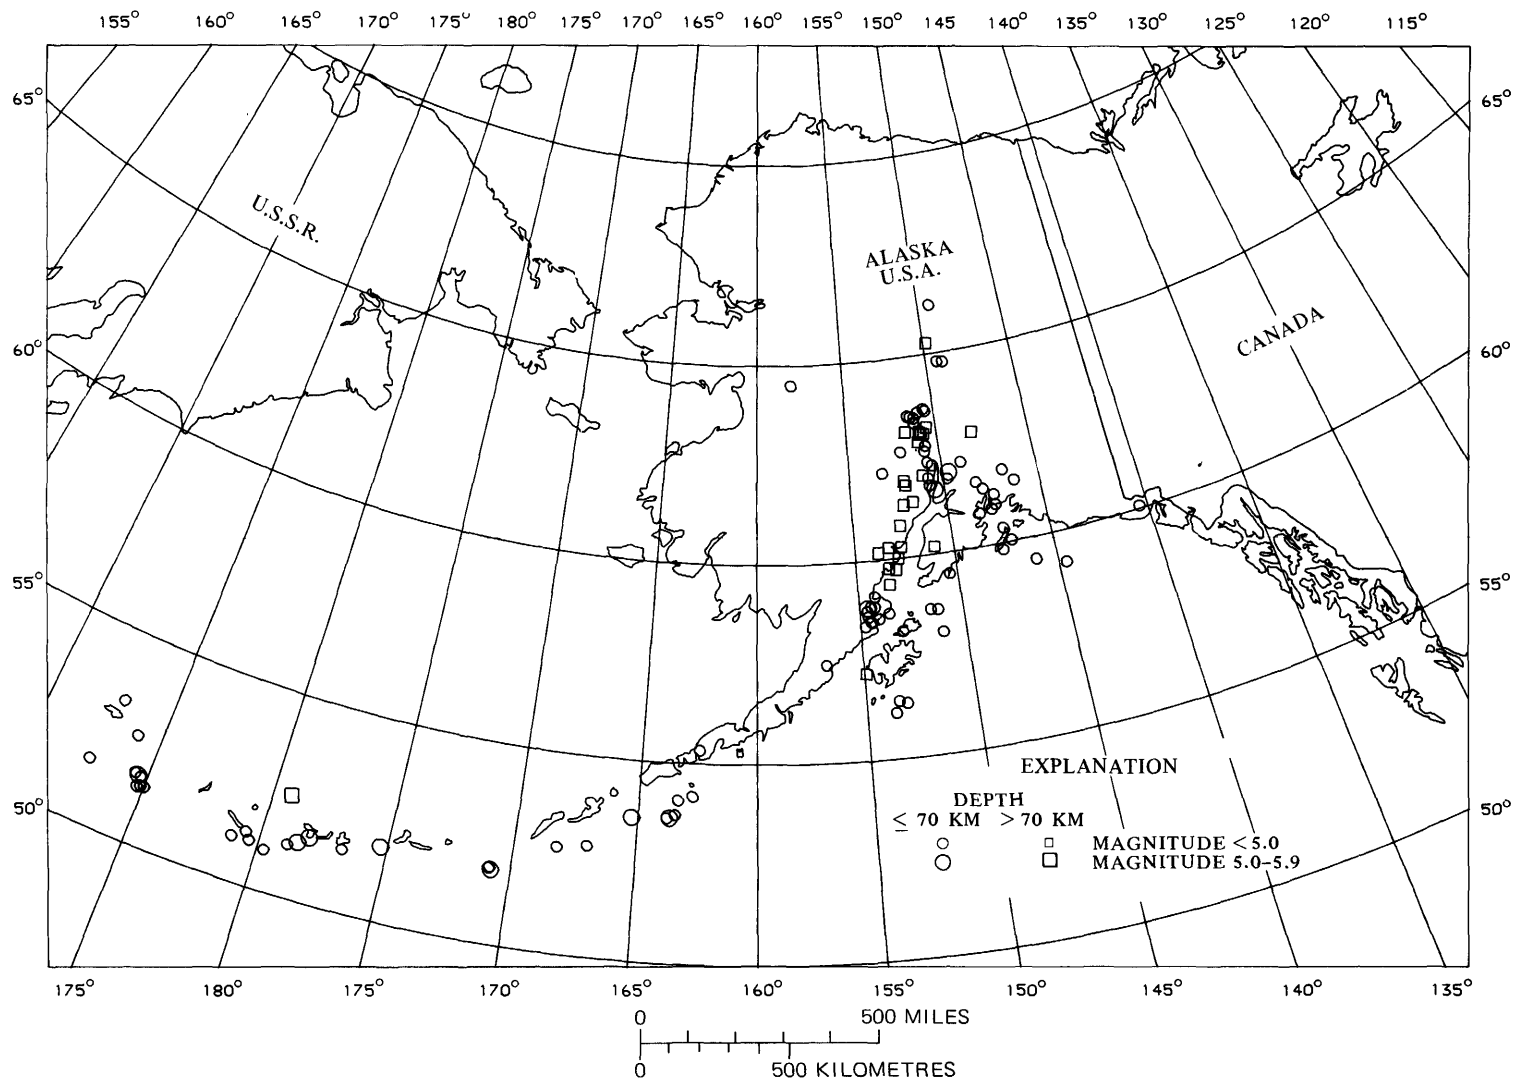 155° 160° 165° 170° 175° 180° 175° 170° 165° 160° 155° 150° 145° 140° 135° 130° 125° 120° 115°
65° 65°
U.S.S.R.
ALASKA
U.S.A.
CANADA
60° 60°
55° 55°
EXPLANATION
DEPTH
≤ 70 KM > 70 KM
50° 50°
MAGNITUDE < 5.0
MAGNITUDE 5.0–5.9
175° 180° 175° 170° 165° 160° 155° 150° 145° 140° 135°
0 500 MILES
0 500 KILOMETRES